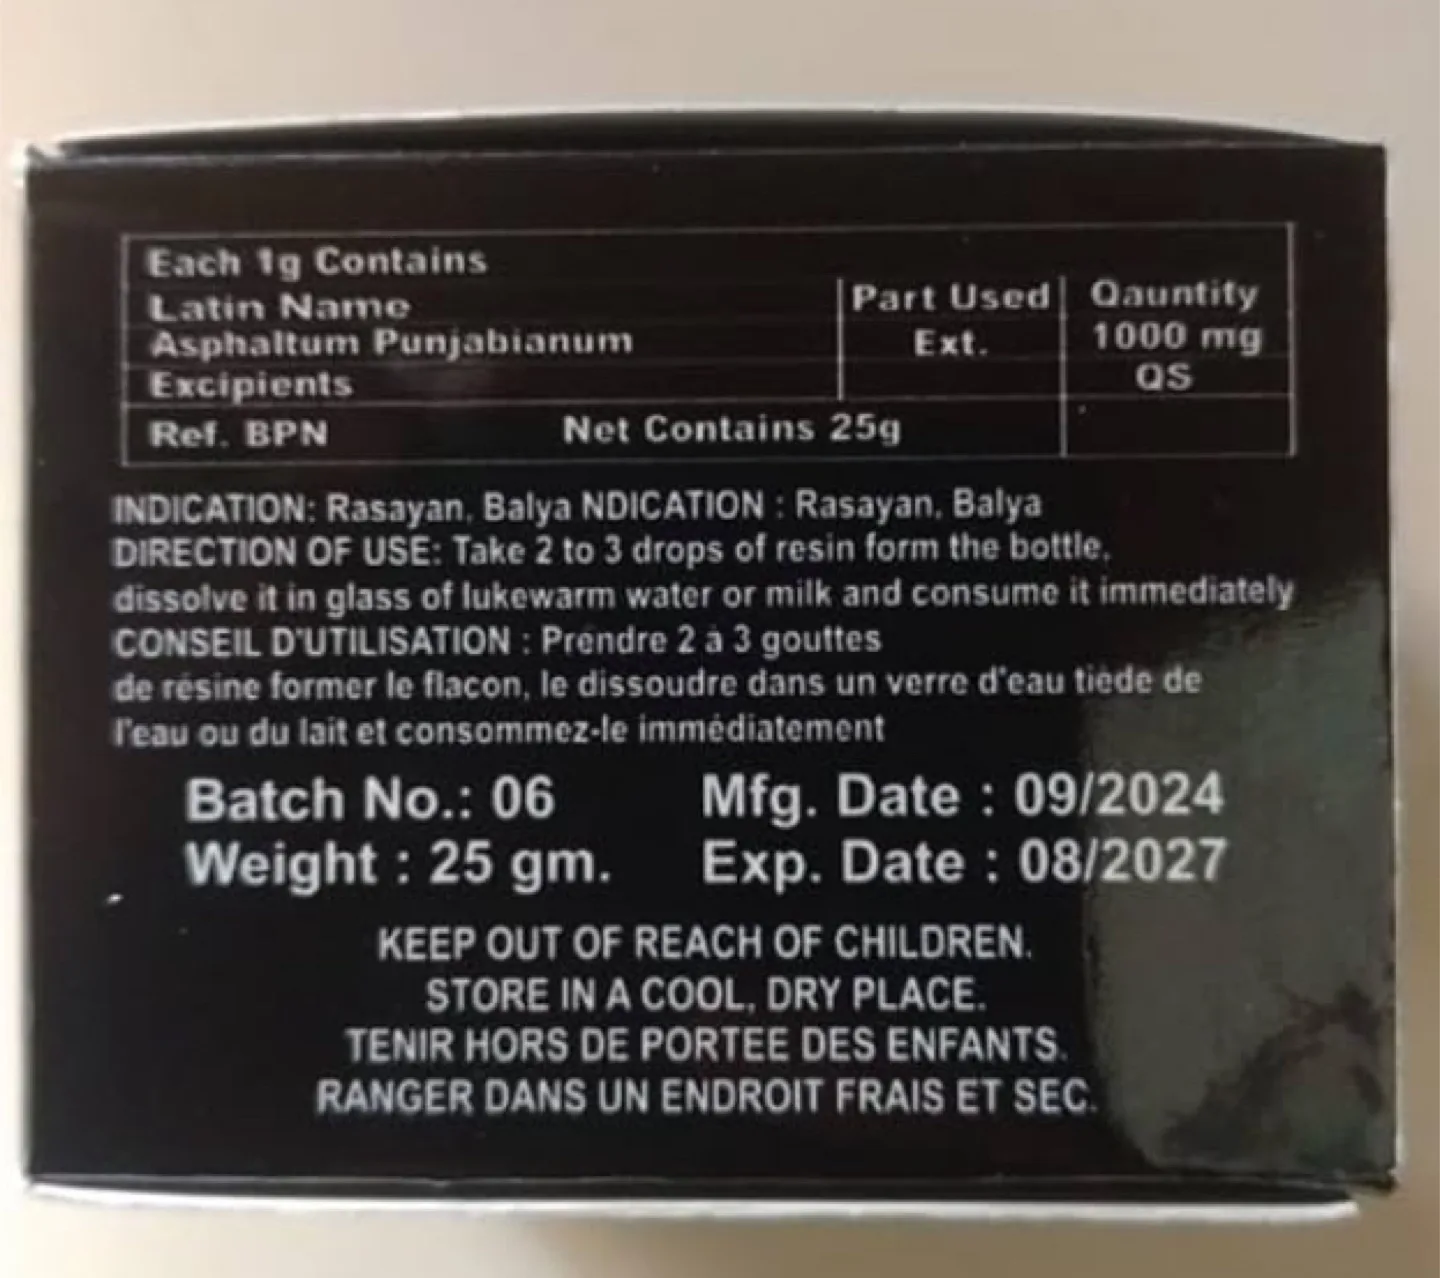 Each 1g Contains
Latin Name Part Used Qauntity
Asphaltum Punjabianum Ext. 1000 mg
Excipients QS
Ref. BPN Net Contains 25g
INDICATION: Rasayan, Balya NDICATION : Rasayan, Balya
DIRECTION OF USE: Take 2 to 3 drops of resin form the bottle,
dissolve it in glass of lukewarm water or milk and consume it immediately
CONSEIL D'UTILISATION : Prendre 2 à 3 gouttes
de résine former le flacon, le dissoudre dans un verre d'eau tiède de
l'eau ou du lait et consommez-le immédiatement
Batch No.: 06 Mfg. Date : 09/2024
Weight : 25 gm. Exp. Date : 08/2027
KEEP OUT OF REACH OF CHILDREN.
STORE IN A COOL, DRY PLACE.
TENIR HORS DE PORTEE DES ENFANTS.
RANGER DANS UN ENDROIT FRAIS ET SEC.